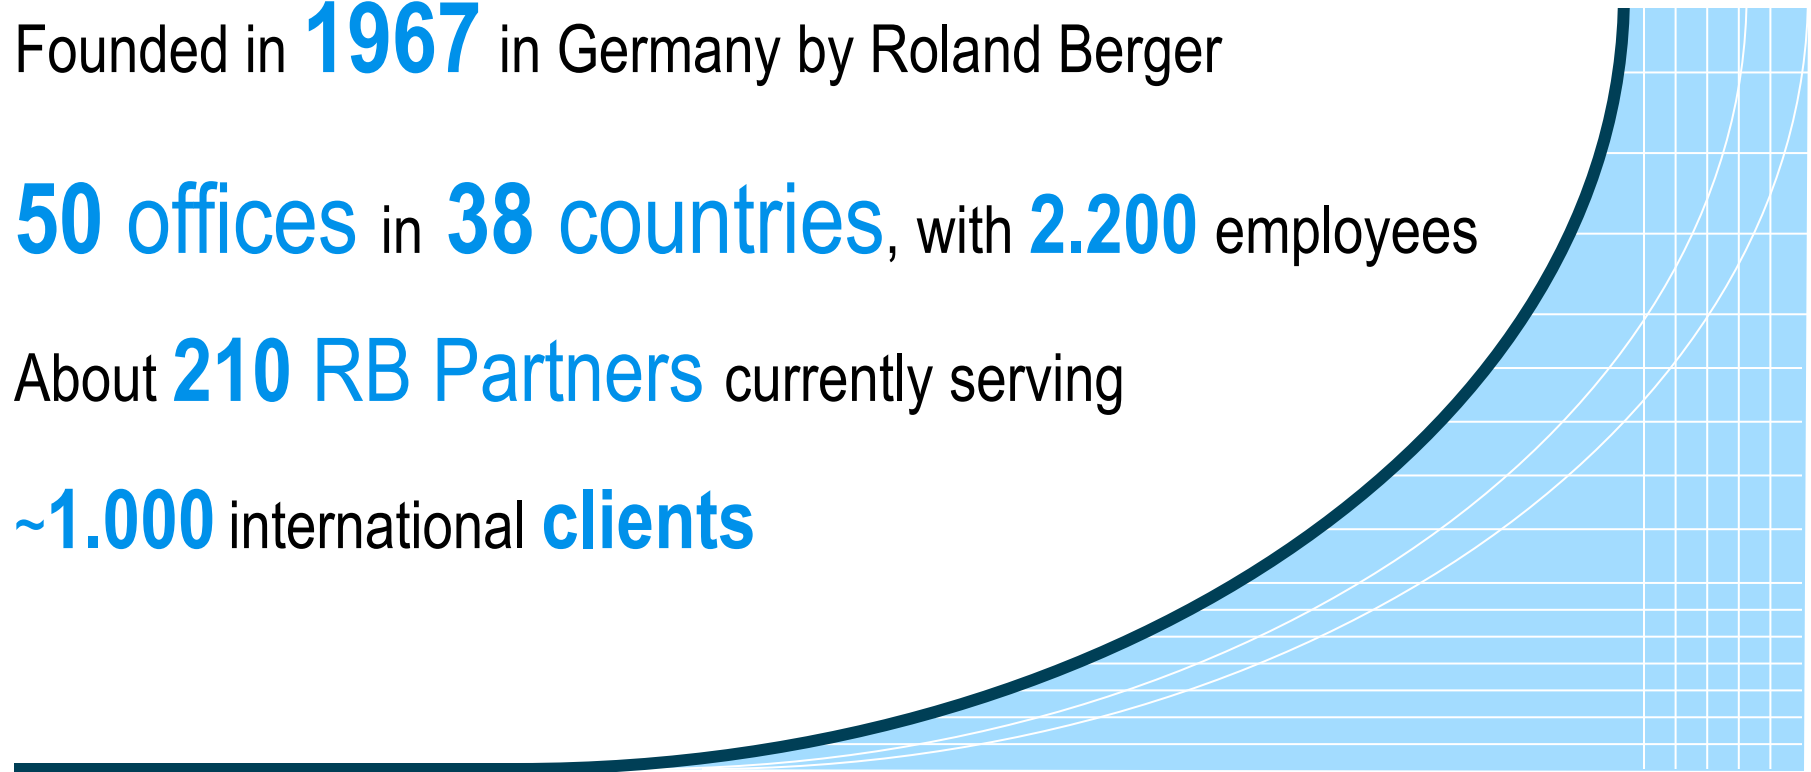 Founded in 1967 in Germany by Roland Berger
50 offices in 38 countries, with 2.200 employees
About 210 RB Partners currently serving
~1.000 international clients